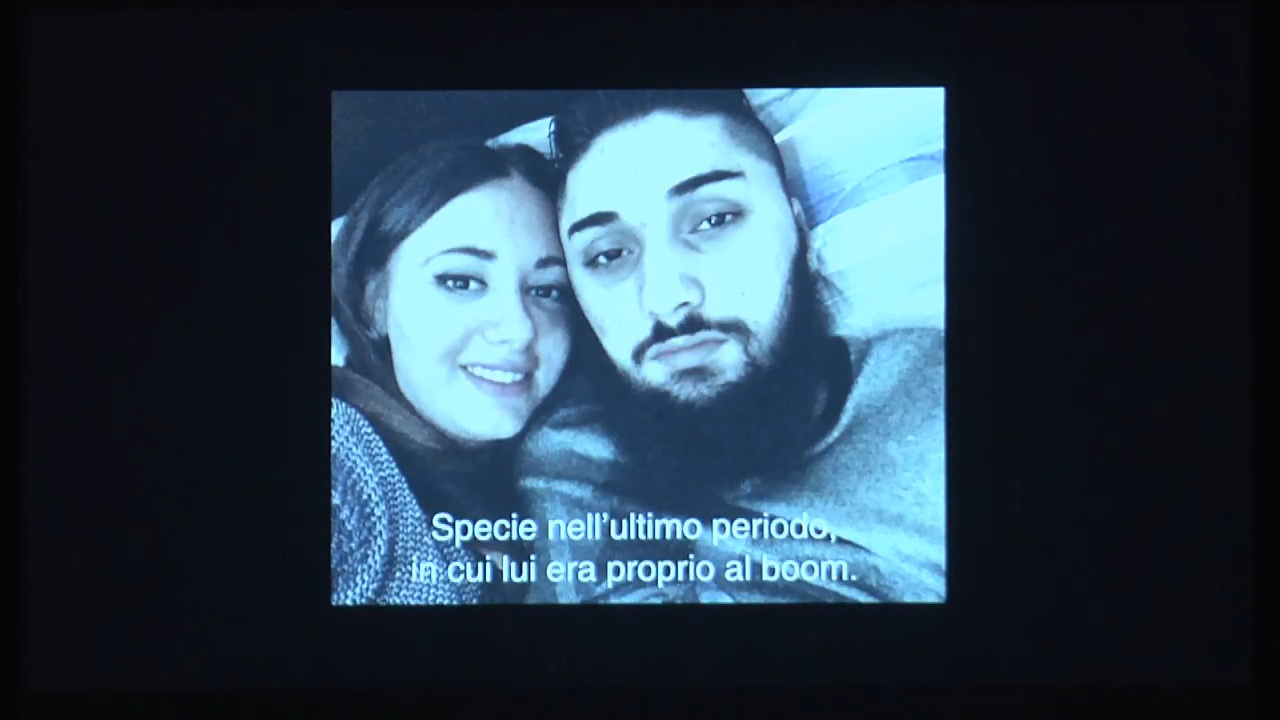 Specie nell'ultimo periodo,
in cui lui era proprio al boom.